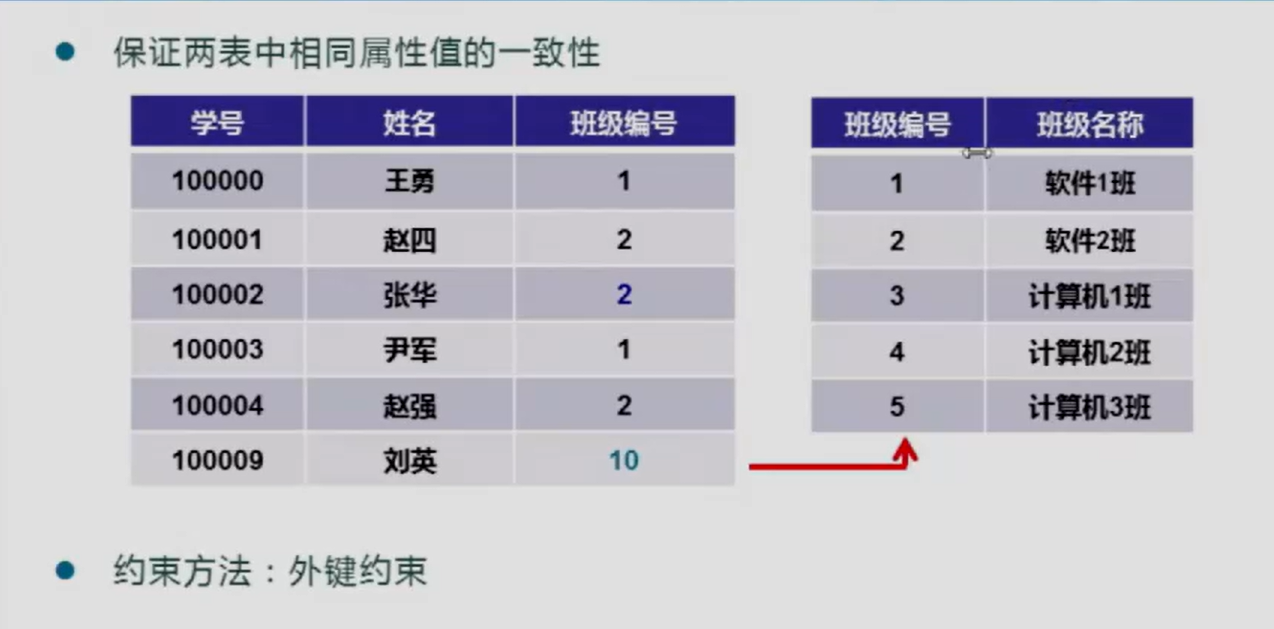 保证两表中相同属性值的一致性
学号 姓名 班级编号
100000 王勇 1
100001 赵四 2
100002 张华 2
100003 尹军 1
100004 赵强 2
100009 刘英 10
班级编号 班级名称
1 软件1班
2 软件2班
3 计算机1班
4 计算机2班
5 计算机3班
约束方法：外键约束